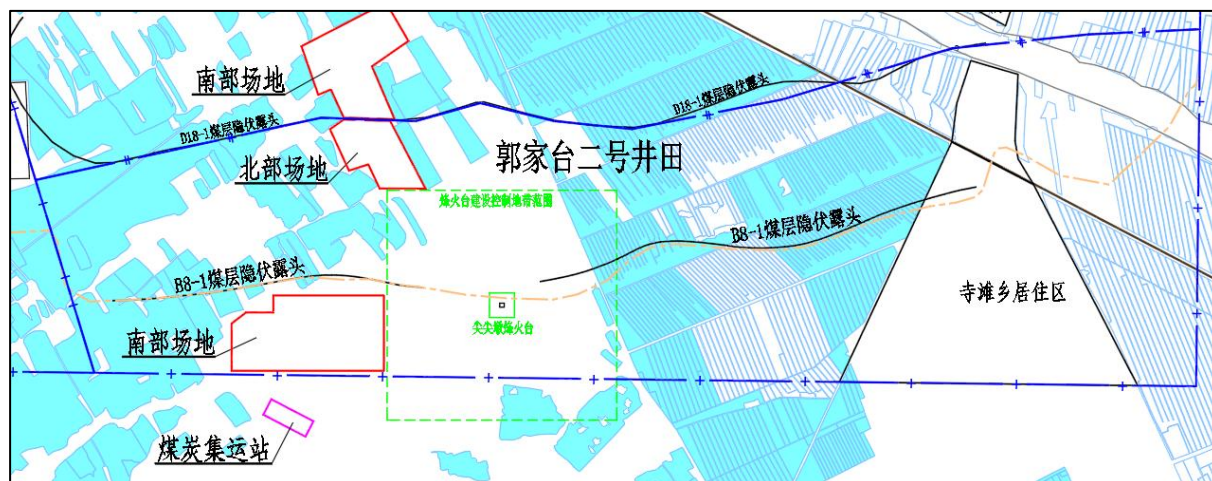 南部场地
D18-1煤层隐伏露头
D18-1煤层隐伏露头
北部场地
郭家台二号井田
烽火台建设控制地带范围
B8-1煤层隐伏露头
B8-1煤层隐伏露头
寺滩乡居住区
尖尖墩烽火台
南部场地
煤炭集运站